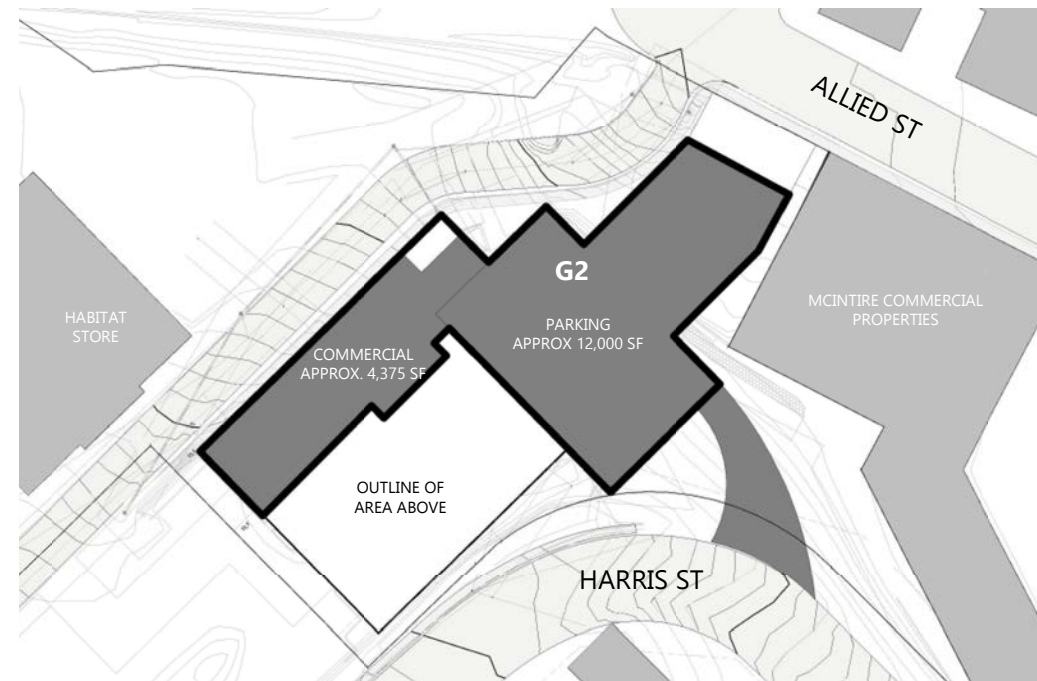 ALLIED ST
G2
HABITAT
STORE
COMMERCIAL
APPROX. 4,375 SF
PARKING
APPROX 12,000 SF
MCINTIRE COMMERCIAL
PROPERTIES
OUTLINE OF
AREA ABOVE
HARRIS ST